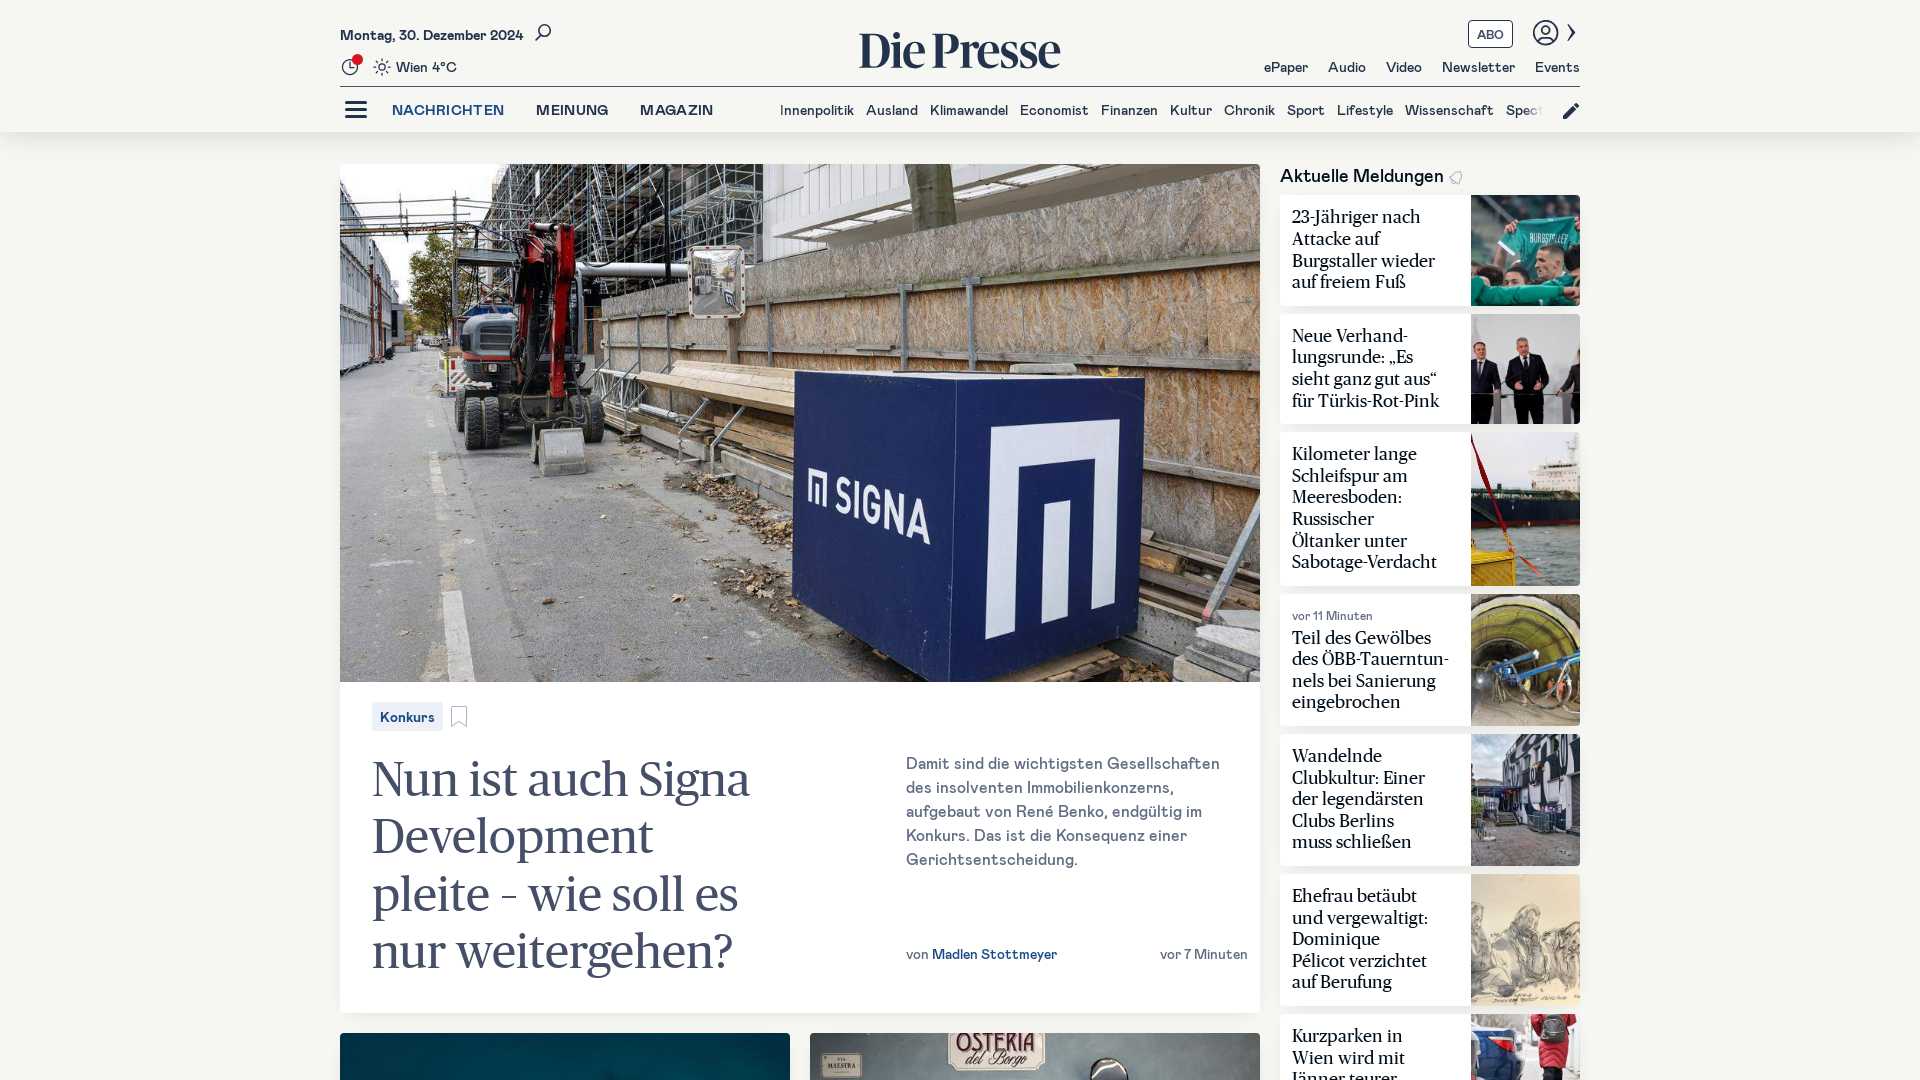 Montag, 30. Dezember 2024
Wien 4°C
Die Presse
ABO
ePaper Audio Video Newsletter Events
NACHRICHTEN MEINUNG MAGAZIN
Innenpolitik Ausland Klimawandel Economist Finanzen Kultur Chronik Sport Lifestyle Wissenschaft Spect
SIGNA
Konkurs
Nun ist auch Signa
Development
pleite – wie soll es
nur weitergehen?
Damit sind die wichtigsten Gesellschaften
des insolventen Immobilienkonzerns,
aufgebaut von René Benko, endgültig im
Konkurs. Das ist die Konsequenz einer
Gerichtsentscheidung.
von Madlen Stottmeyer
vor 7 Minuten
VIA
MAESTRA
OSTERIA
del Borgo
Aktuelle Meldungen
23-Jähriger nach
Attacke auf
Burgstaller wieder
auf freiem Fuß
BURGSTALLER
Neue Verhand-
lungsrunde: „Es
sieht ganz gut aus“
für Türkis-Rot-Pink
Kilometer lange
Schleifspur am
Meeresboden:
Russischer
Öltanker unter
Sabotage-Verdacht
vor 11 Minuten
Teil des Gewölbes
des ÖBB-Tauerntun-
nels bei Sanierung
eingebrochen
Wandelnde
Clubkultur: Einer
der legendärsten
Clubs Berlins
muss schließen
Ehefrau betäubt
und vergewaltigt:
Dominique
Pélicot verzichtet
auf Berufung
Kurzparken in
Wien wird mit
Jänner teurer